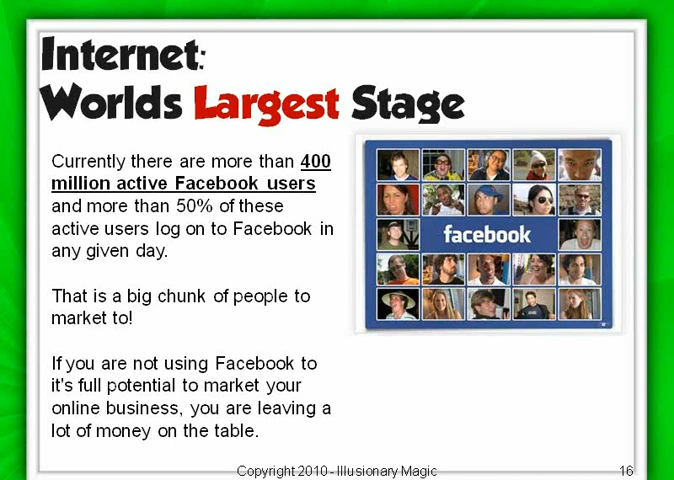 Internet:
Worlds Largest Stage
Currently there are more than 400
million active Facebook users
and more than 50% of these
active users log on to Facebook in
any given day.
That is a big chunk of people to
market to!
If you are not using Facebook to
it's full potential to market your
online business, you are leaving a
lot of money on the table.
facebook
Copyright 2010 - Illusionary Magic
16